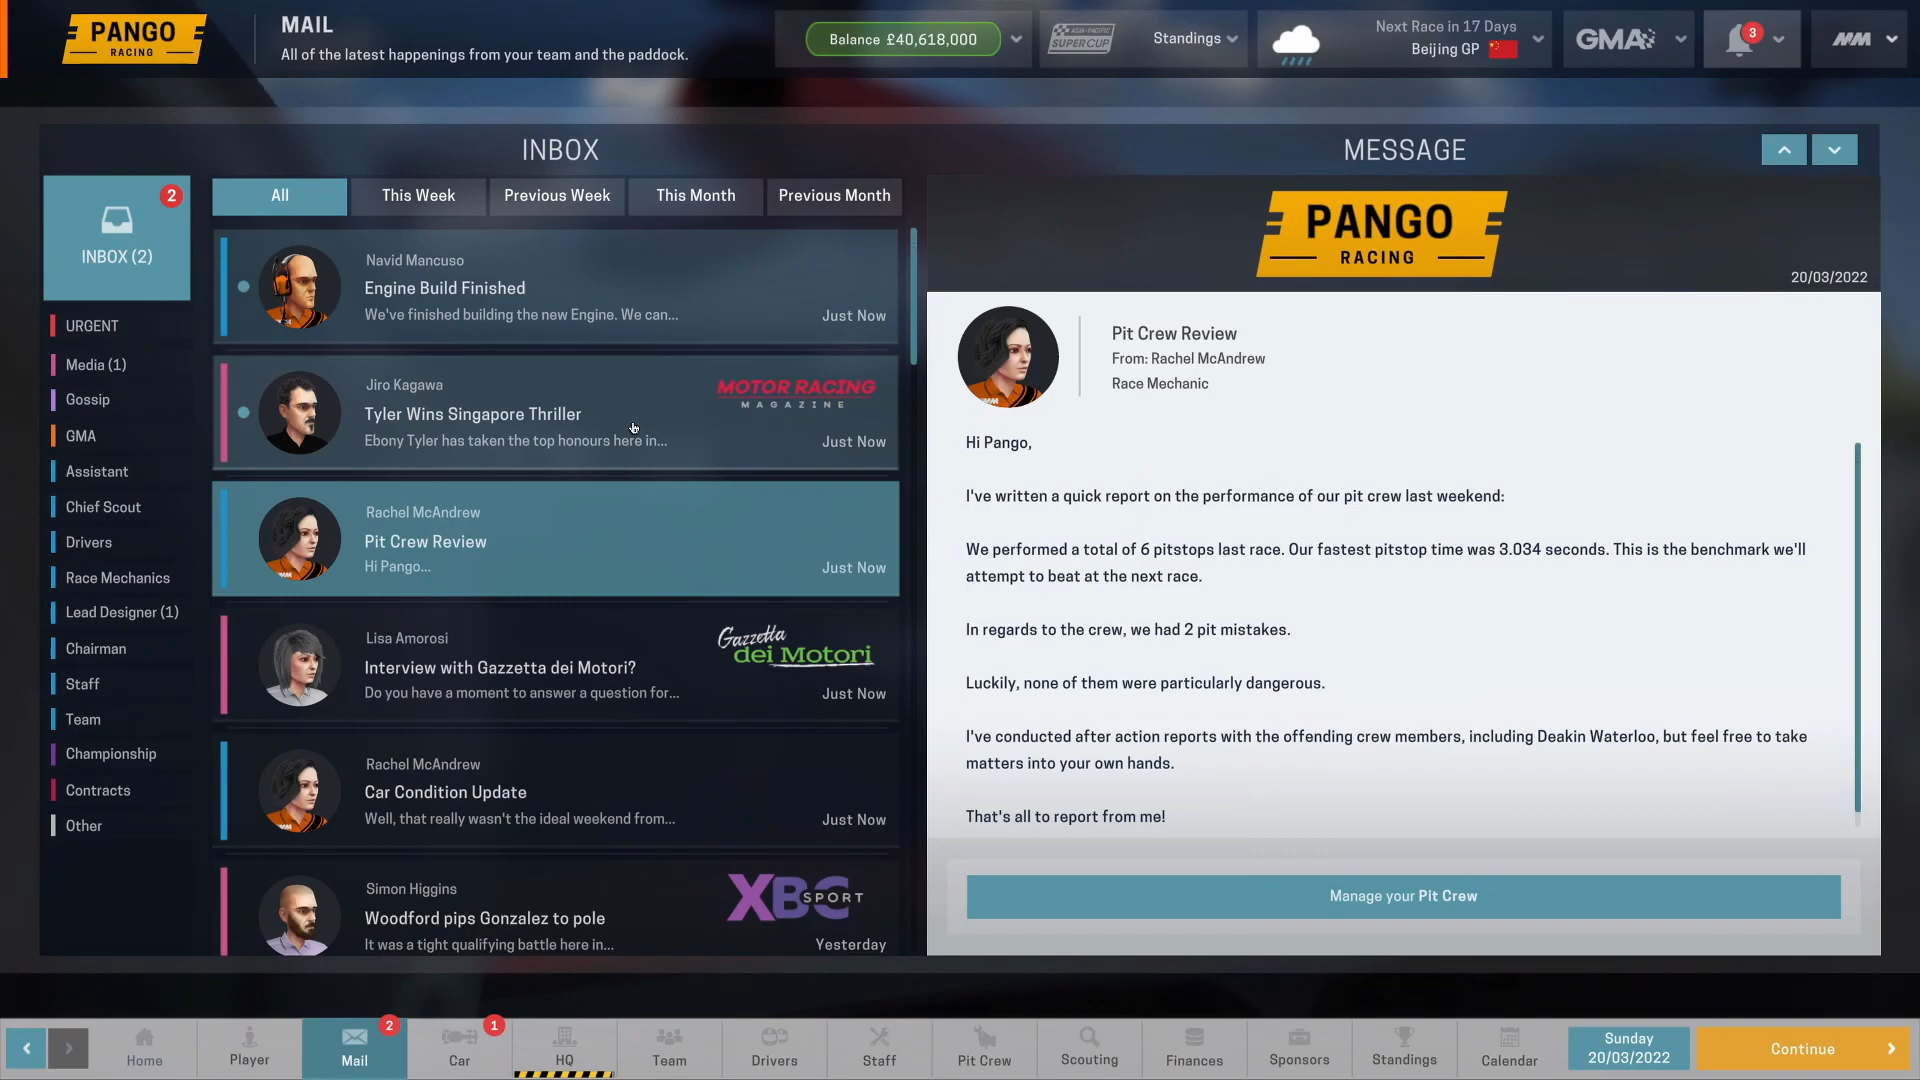 PANGO
RACING
MAIL
All of the latest happenings from your team and the paddock.
Balance £40,618,000
ASIA-PACIFIC
SUPERCUP
Standings
Next Race in 17 Days
Beijing GP
GMA
3
MM
INBOX
MESSAGE
2
INBOX (2)
URGENT
Media (1)
Gossip
GMA
Assistant
Chief Scout
Drivers
Race Mechanics
Lead Designer (1)
Chairman
Staff
Team
Championship
Contracts
Other
All
This Week
Previous Week
This Month
Previous Month
Navid Mancuso
Engine Build Finished
We've finished building the new Engine. We can...
Just Now
Jiro Kagawa
Tyler Wins Singapore Thriller
Ebony Tyler has taken the top honours here in...
MOTOR RACING
MAGAZINE
Just Now
Rachel McAndrew
Pit Crew Review
Hi Pango...
Just Now
Lisa Amorosi
Interview with Gazzetta dei Motori?
Do you have a moment to answer a question for...
Gazzetta
dei Motori
Just Now
Rachel McAndrew
Car Condition Update
Well, that really wasn't the ideal weekend from...
Just Now
Simon Higgins
Woodford pips Gonzalez to pole
It was a tight qualifying battle here in...
XBC SPORT
Yesterday
PANGO
RACING
20/03/2022
Pit Crew Review
From: Rachel McAndrew
Race Mechanic
Hi Pango,
I've written a quick report on the performance of our pit crew last weekend:
We performed a total of 6 pitstops last race. Our fastest pitstop time was 3.034 seconds. This is the benchmark we'll
attempt to beat at the next race.
In regards to the crew, we had 2 pit mistakes.
Luckily, none of them were particularly dangerous.
I've conducted after action reports with the offending crew members, including Deakin Waterloo, but feel free to take
matters into your own hands.
That's all to report from me!
Manage your Pit Crew
Home
Player
Mail
2
Car
1
HQ
Team
Drivers
Staff
Pit Crew
Scouting
Finances
Sponsors
Standings
Calendar
Sunday
20/03/2022
Continue